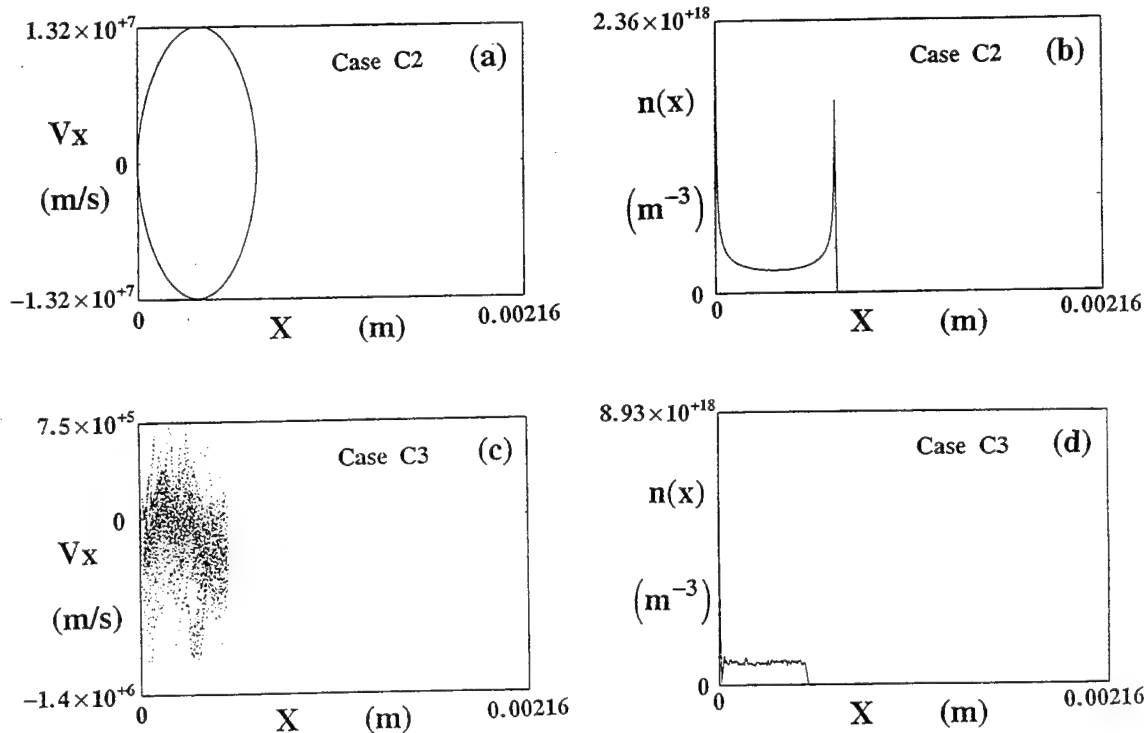 1.32×10⁺⁷
Case C2 (a)
Vx
0
(m/s)
−1.32×10⁺⁷
0
X (m)
0.00216
2.36×10⁺¹⁸
Case C2 (b)
n(x)
(m⁻³)
0
0
X (m)
0.00216
7.5×10⁺⁵
Case C3 (c)
0
Vx
(m/s)
−1.4×10⁺⁶
0
X (m)
0.00216
8.93×10⁺¹⁸
Case C3 (d)
n(x)
(m⁻³)
0
0
X (m)
0.00216